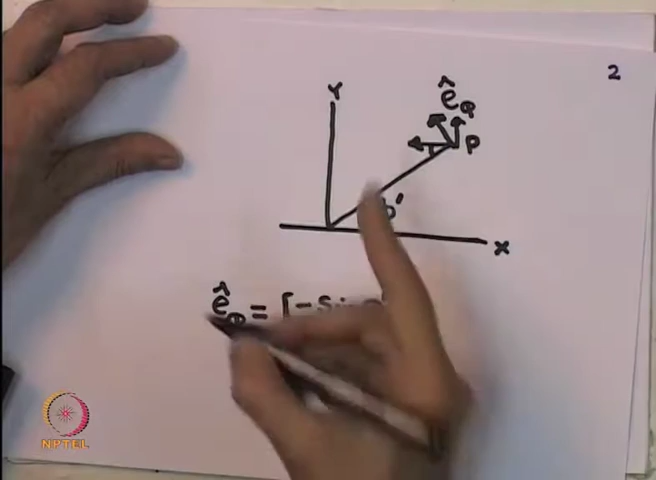 2
Y
ê_φ
P
X
ê_φ = [-Sin
NPTEL